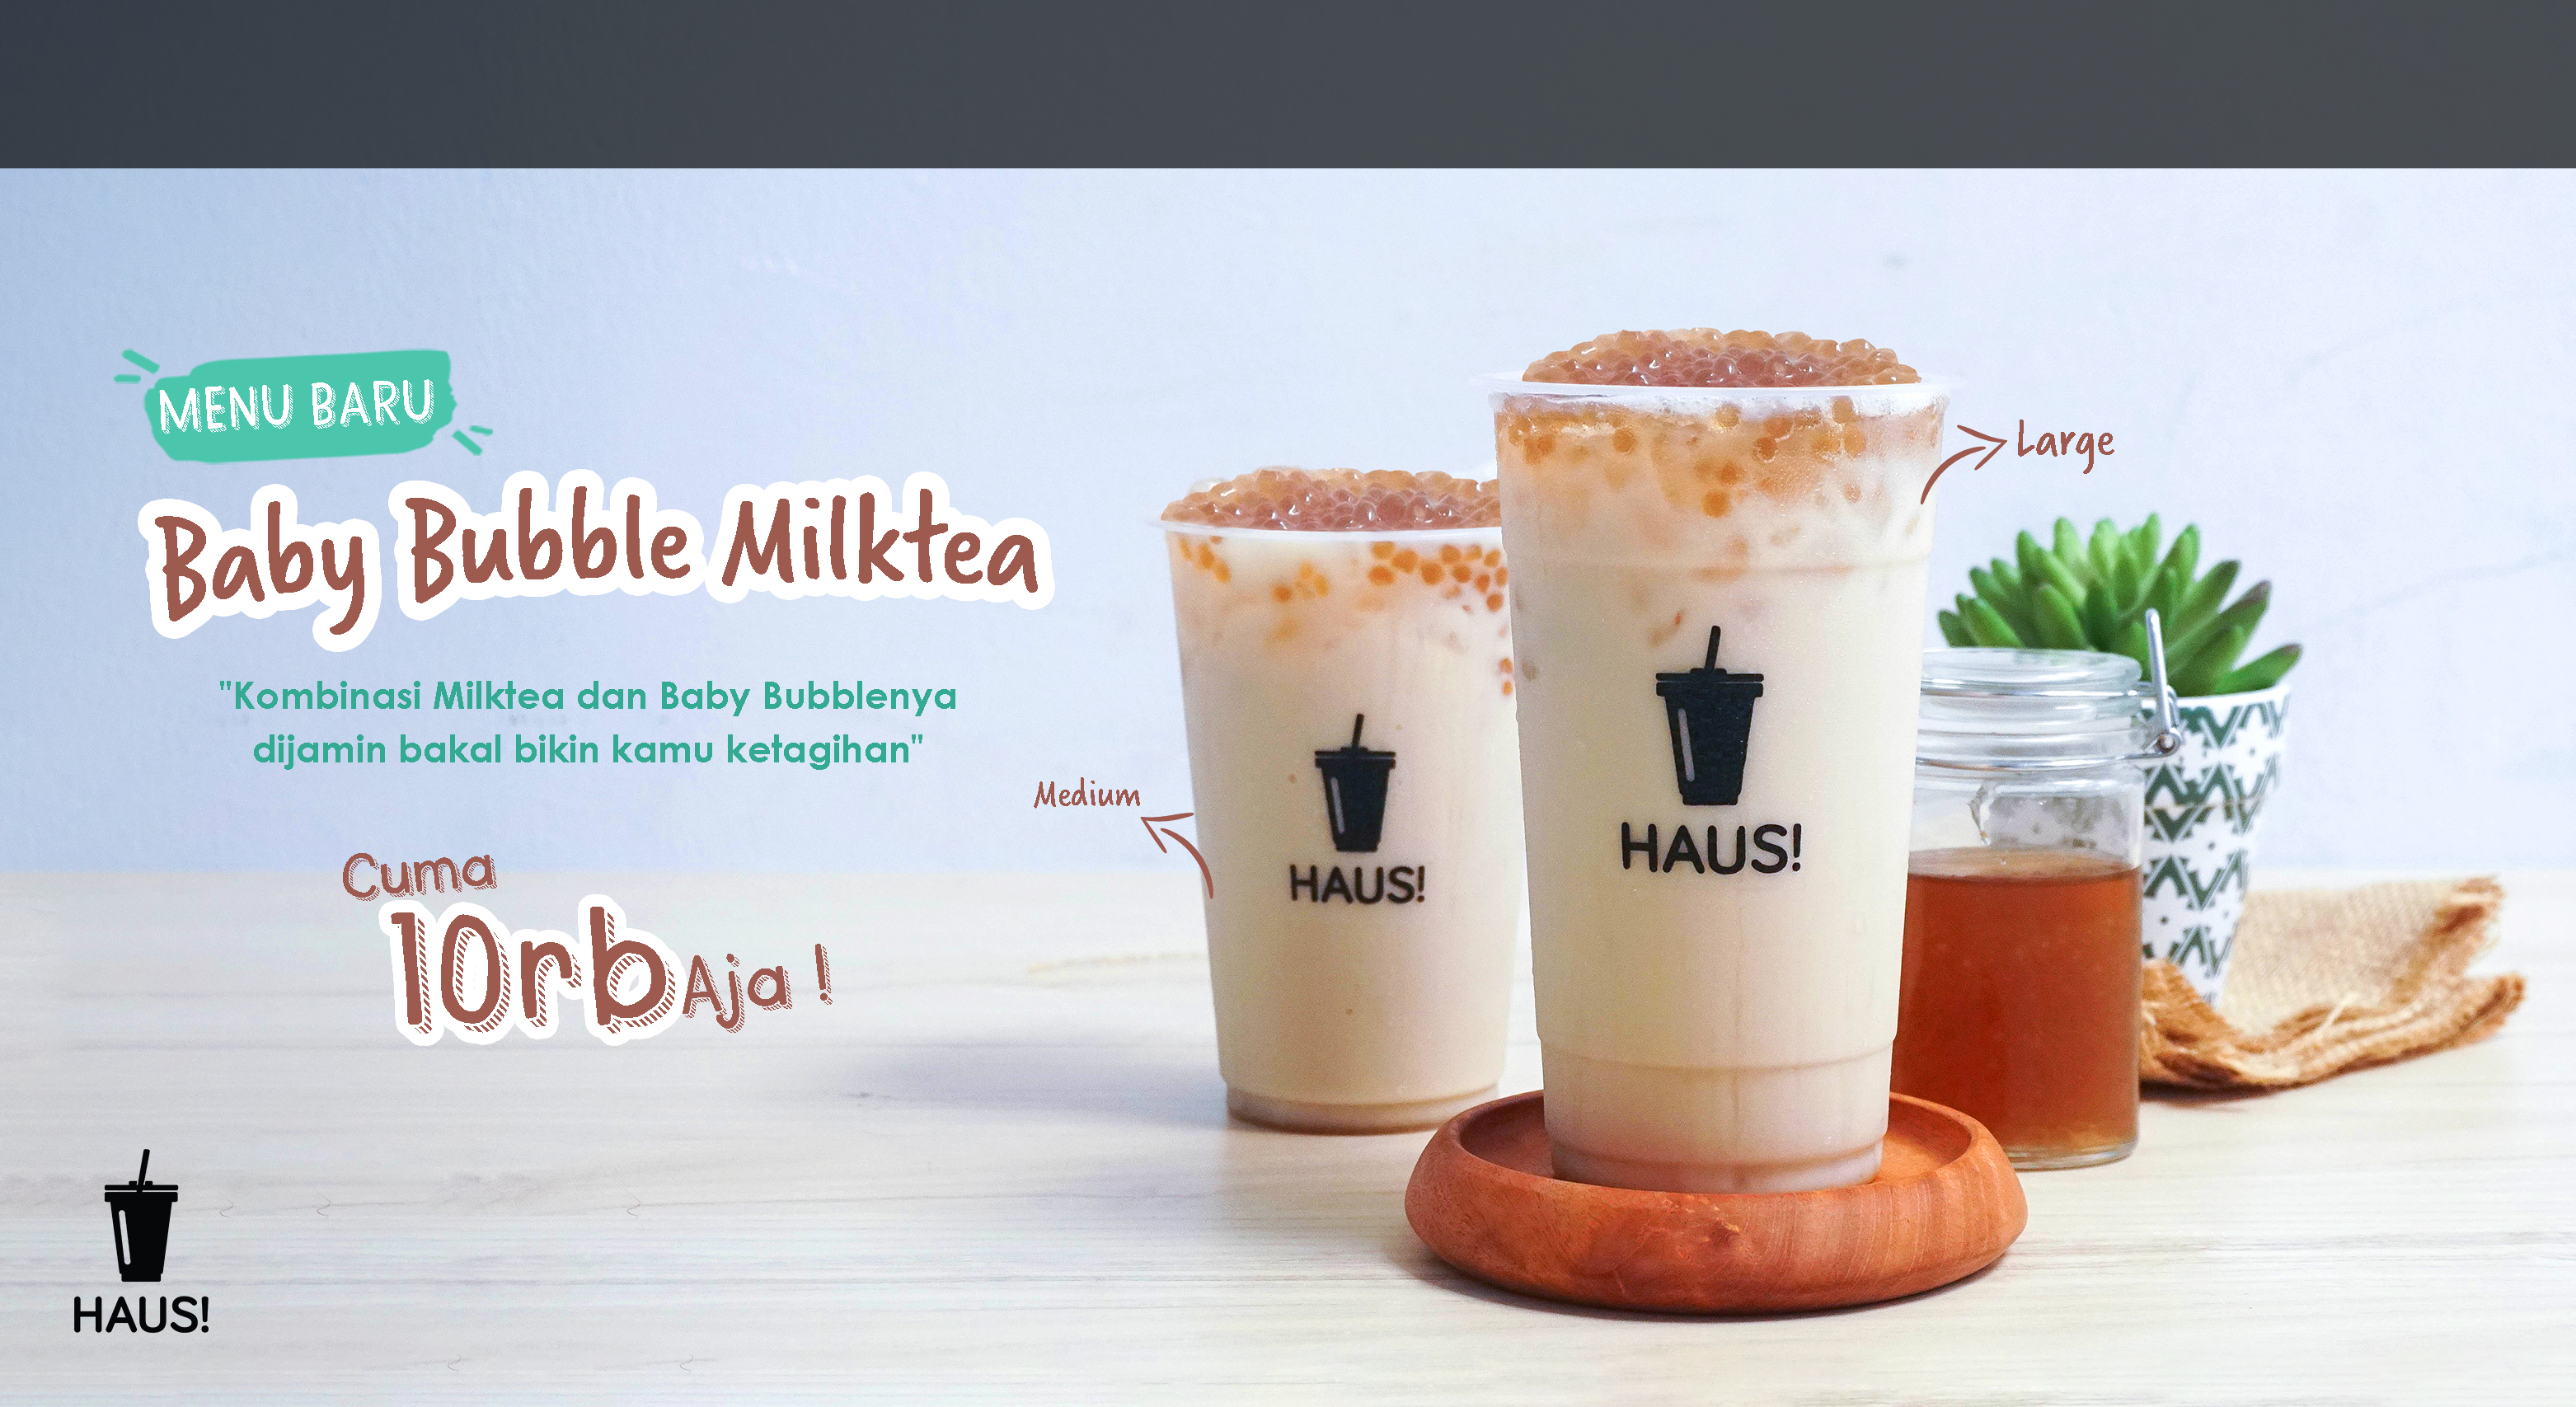 MENU BARU
Baby Bubble Milktea
"Kombinasi Milktea dan Baby Bubblenya
dijamin bakal bikin kamu ketagihan"
Cuma
10rb Aja !
Medium
Large
HAUS!
HAUS!
HAUS!